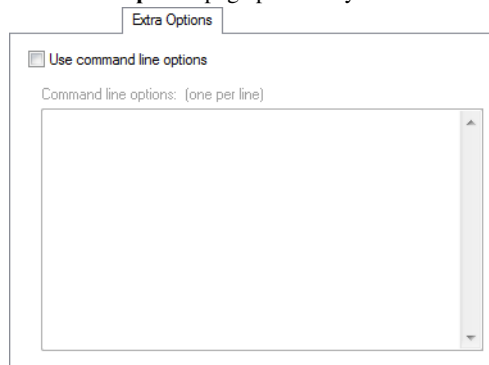 Extra Options
Use command line options
Command line options: (one per line)